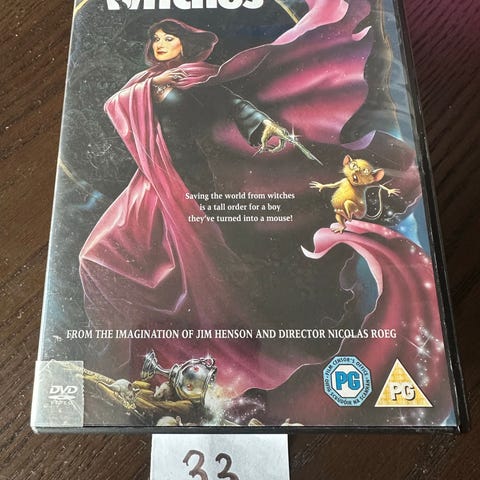 Witches
Saving the world from witches
is a tall order for a boy
they've turned into a mouse!
FROM THE IMAGINATION OF JIM HENSON AND DIRECTOR NICOLAS ROEG
DVD
PG
PG
33